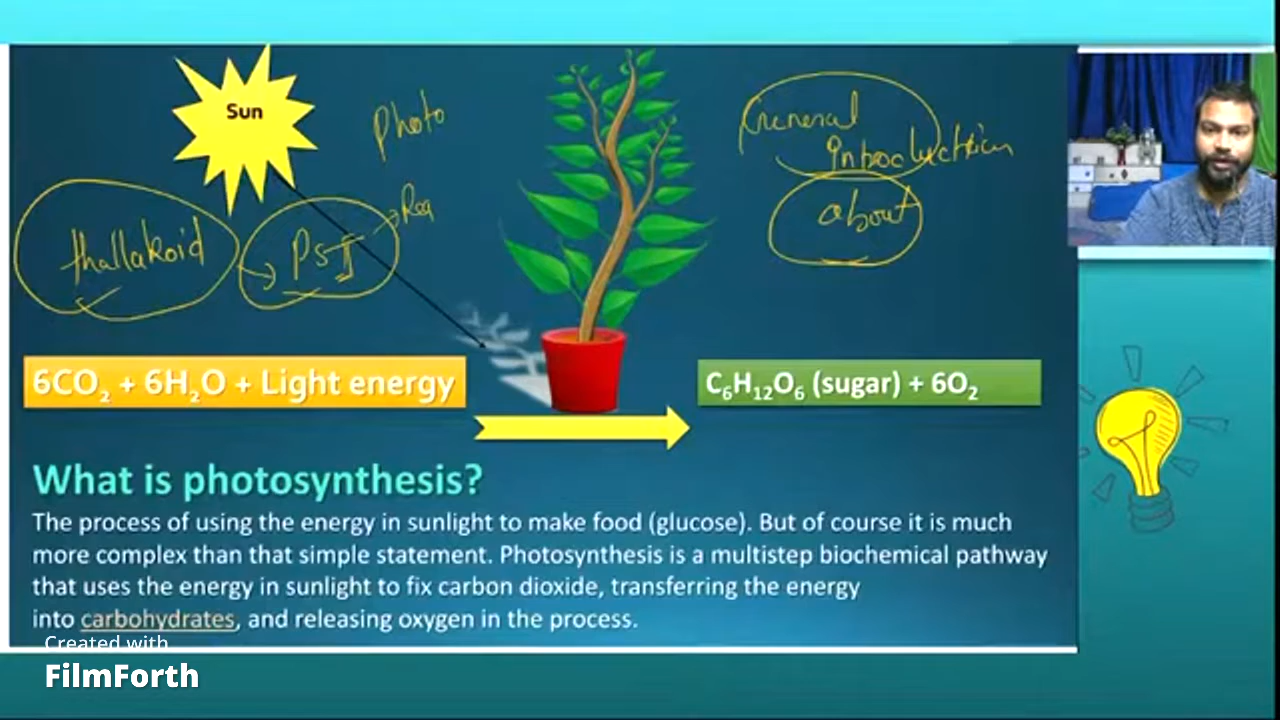 Sun
Photo
General
introduction
about
thallakoid
PSI
6CO₂ + 6H₂O + Light energy
C₆H₁₂O₆ (sugar) + 6O₂
What is photosynthesis?
The process of using the energy in sunlight to make food (glucose). But of course it is much
more complex than that simple statement. Photosynthesis is a multistep biochemical pathway
that uses the energy in sunlight to fix carbon dioxide, transferring the energy
into carbohydrates, and releasing oxygen in the process.
Created with
FilmForth